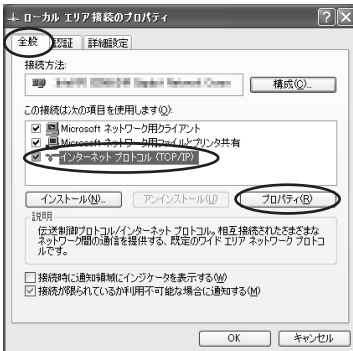 ローカル エリア接続のプロパティ
全般 認証 詳細設定
接続方法:
構成(C)...
この接続は次の項目を使用します(O):
Microsoft ネットワーク用クライアント
Microsoft ネットワーク用ファイルとプリンタ共有
インターネット プロトコル (TCP/IP)
インストール(N)... アンインストール(U) プロパティ(R)
説明
伝送制御プロトコル/インターネット プロトコル。相互接続されたさまざまな
ネットワーク間の通信を提供する、既定のワイド エリア ネットワーク プロトコ
ルです。
接続時に通知領域にインジケータを表示する(W)
接続が限られているか利用不可能な場合に通知する(M)
OK キャンセル